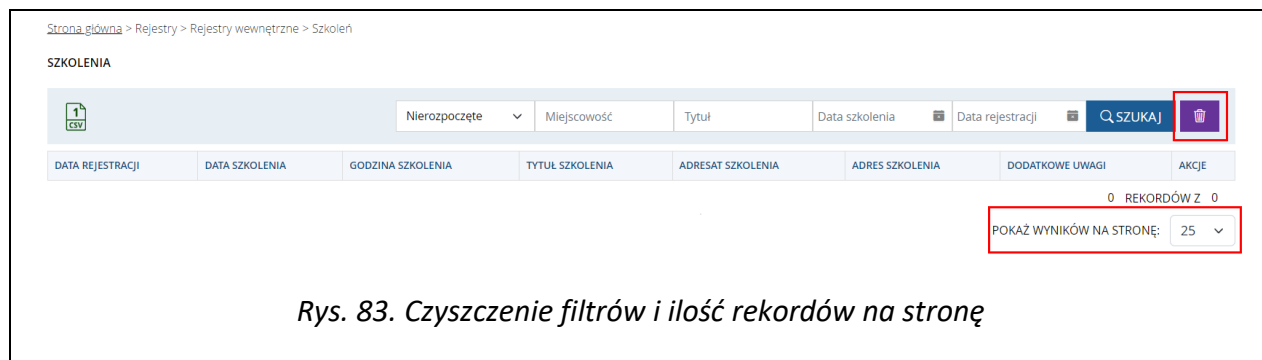 Strona główna > Rejestry > Rejestry wewnętrzne > Szkoleń
SZKOLENIA
1 CSV Nierozpoczęte Miejscowość Tytuł Data szkolenia Data rejestracji SZUKAJ
DATA REJESTRACJI DATA SZKOLENIA GODZINA SZKOLENIA TYTUŁ SZKOLENIA ADRESAT SZKOLENIA ADRES SZKOLENIA DODATKOWE UWAGI AKCJE
0 REKORDÓW Z 0
POKAŻ WYNIKÓW NA STRONĘ: 25
Rys. 83. Czyszczenie filtrów i ilość rekordów na stronę